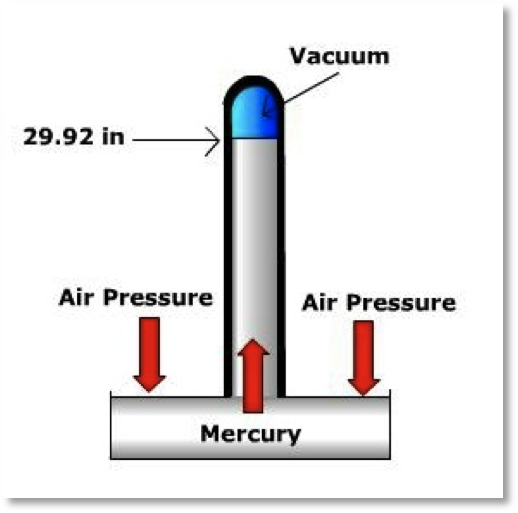 Vacuum
29.92 in
Air Pressure
Air Pressure
Mercury